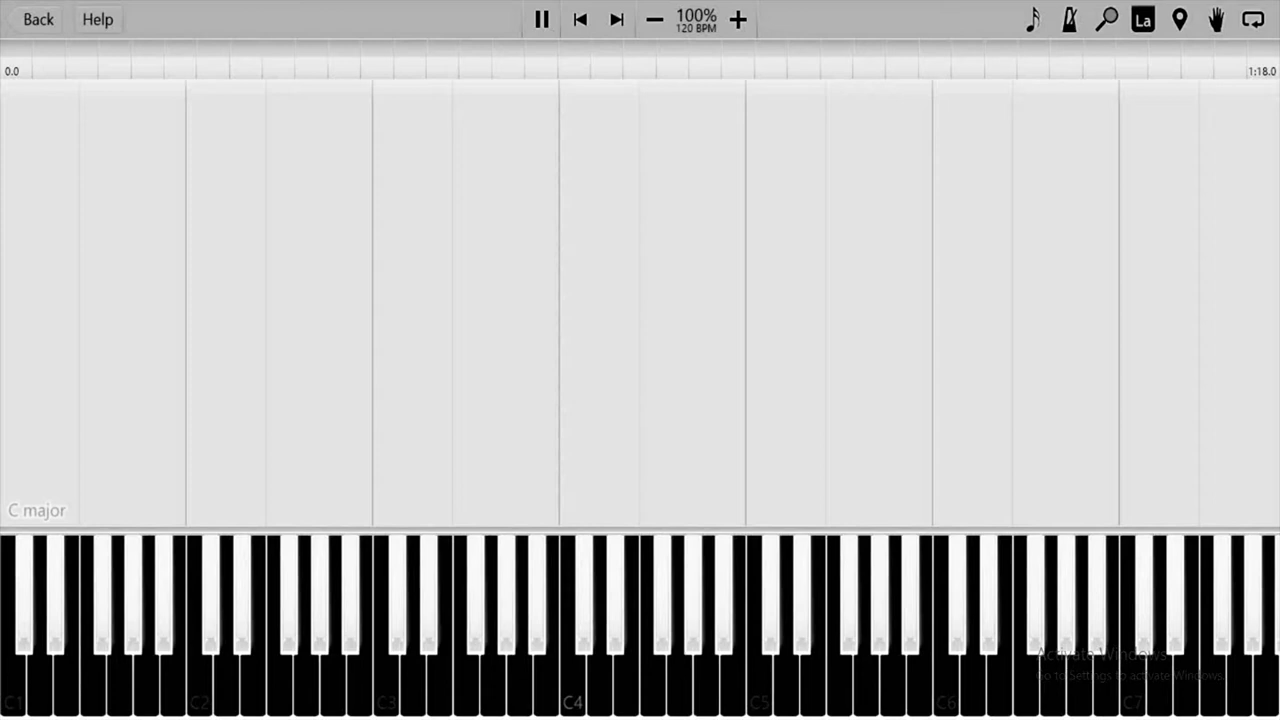 Back Help 100% La
120 BPM
0.0 1:18.0
C major
Activate Windows
Go to Settings to activate Windows.
C1 C2 C3 C4 C5 C6 C7